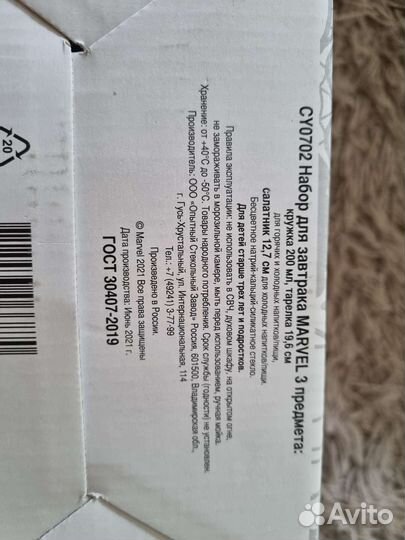 CY0702 Набор для завтрака MARVEL 3 предмета:
кружка 200 мл, тарелка 19,6 см
для горячих и холодных напитков/пищи,
салатник 12,7 см для холодных напитков/пищи.
Бесцветное натрий-кальций-силикатное стекло.
Для детей старше трех лет и подростков.
Правила эксплуатации: не использовать в СВЧ, духовом шкафу, на открытом огне,
не замораживать в морозильной камере, мыть перед использованием, ручная мойка.
Хранение: от +40°C до -50°C. Товары народного потребления. Срок службы (годности) не установлен.
Производитель: ООО «Опытный Стекольный Завод» Россия, 601500, Владимирская обл.,
г. Гусь-Хрустальный, ул. Интернациональная, 114
Тел.: +7 (49241) 3-77-99
Произведено в России.
© Marvel 2021 Все права защищены
Дата производства: Июнь 2021 г.
ГОСТ 30407-2019
20
Avito